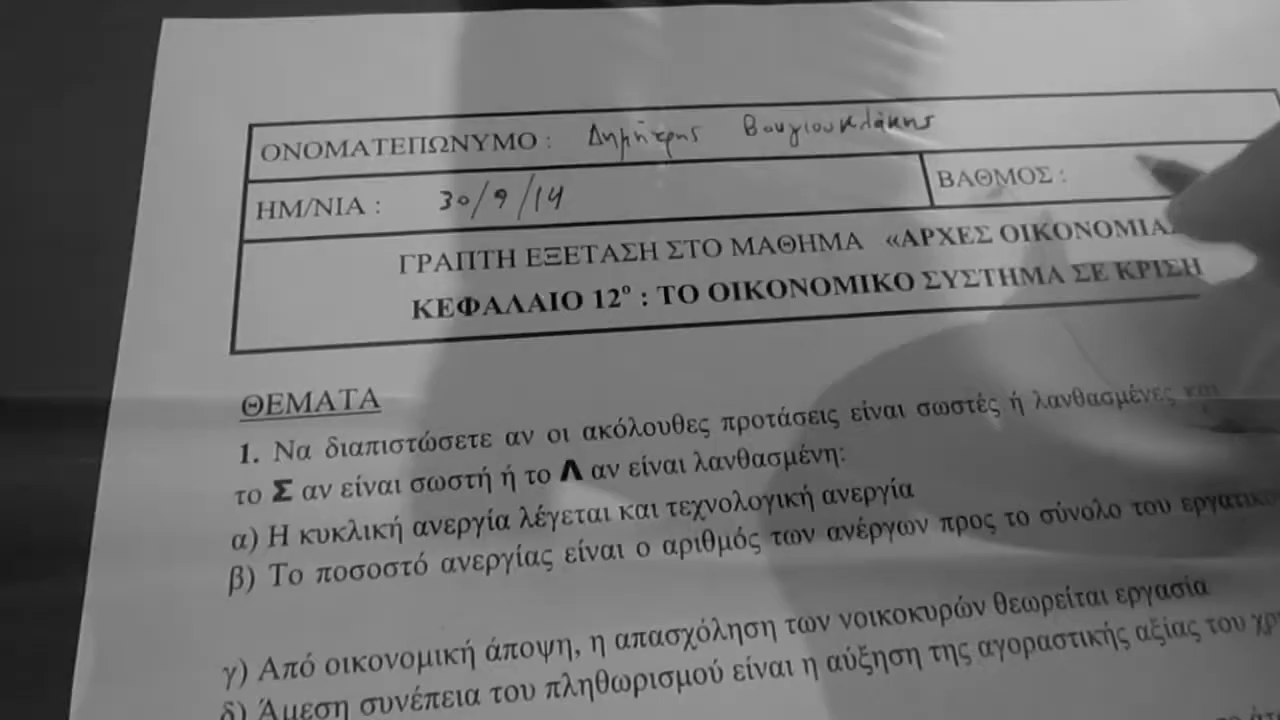 ΟΝΟΜΑΤΕΠΩΝΥΜΟ : Δημήτρης Βουγιουκλάκης
ΗΜ/ΝΙΑ : 30/9/14 ΒΑΘΜΟΣ :
ΓΡΑΠΤΗ ΕΞΕΤΑΣΗ ΣΤΟ ΜΑΘΗΜΑ «ΑΡΧΕΣ ΟΙΚΟΝΟΜΙΑΣ
ΚΕΦΑΛΑΙΟ 12º : ΤΟ ΟΙΚΟΝΟΜΙΚΟ ΣΥΣΤΗΜΑ ΣΕ ΚΡΙΣΗ
ΘΕΜΑΤΑ
1. Να διαπιστώσετε αν οι ακόλουθες προτάσεις είναι σωστές ή λανθασμένες και
το Σ αν είναι σωστή ή το Λ αν είναι λανθασμένη:
α) Η κυκλική ανεργία λέγεται και τεχνολογική ανεργία
β) Το ποσοστό ανεργίας είναι ο αριθμός των ανέργων προς το σύνολο του
γ) Από οικονομική άποψη, η απασχόληση των νοικοκυρών θεωρείται εργασία
δ) Άμεση συνέπεια του πληθωρισμού είναι η αύξηση της αγοραστικής αξίας του